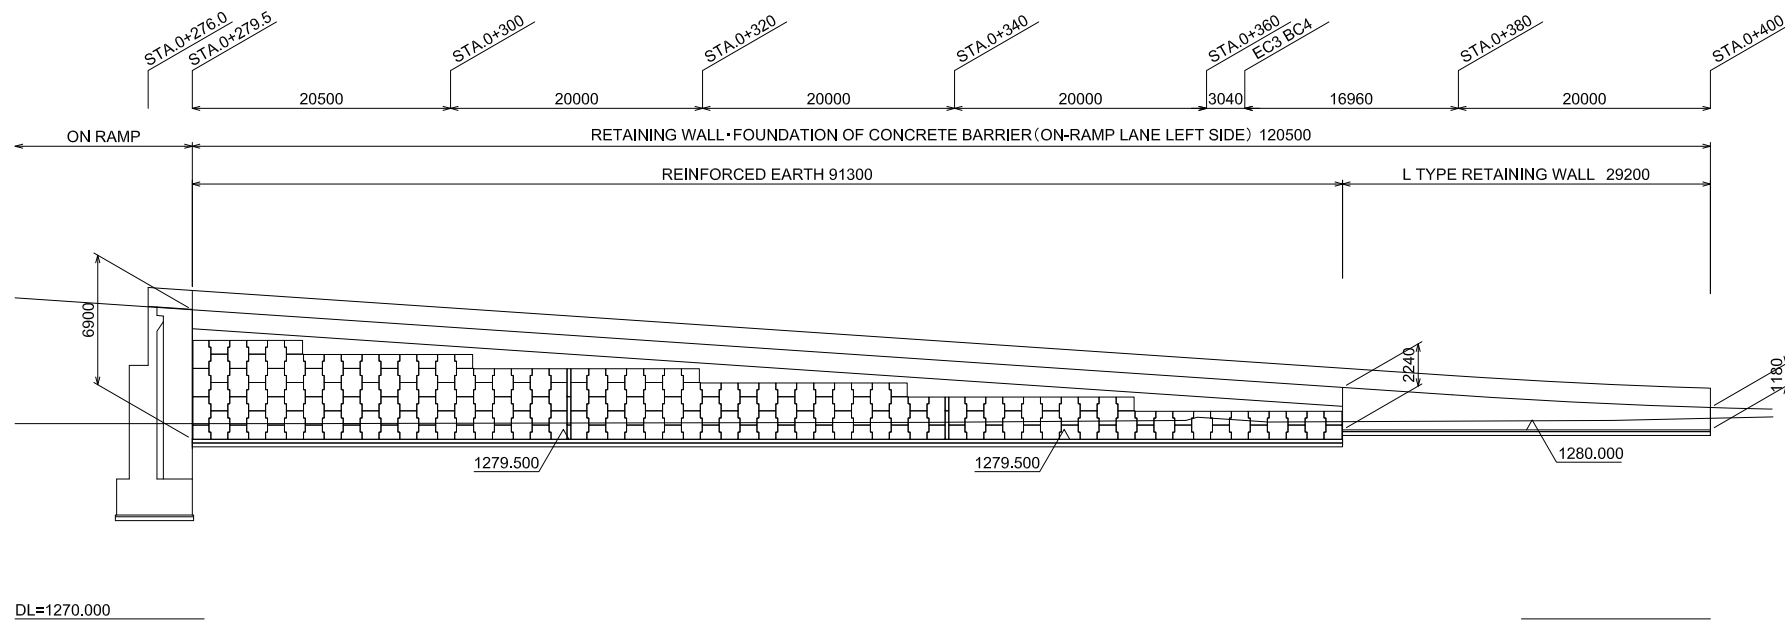 STA.0+276.0
STA.0+279.5
STA.0+300
STA.0+320
STA.0+340
STA.0+360
EC3 BC4
STA.0+380
STA.0+400
20500
20000
20000
20000
3040
16960
20000
ON RAMP
RETAINING WALL・FOUNDATION OF CONCRETE BARRIER(ON-RAMP LANE LEFT SIDE) 120500
REINFORCED EARTH 91300
L TYPE RETAINING WALL 29200
6900
2240
1180
1279.500
1279.500
1280.000
DL=1270.000